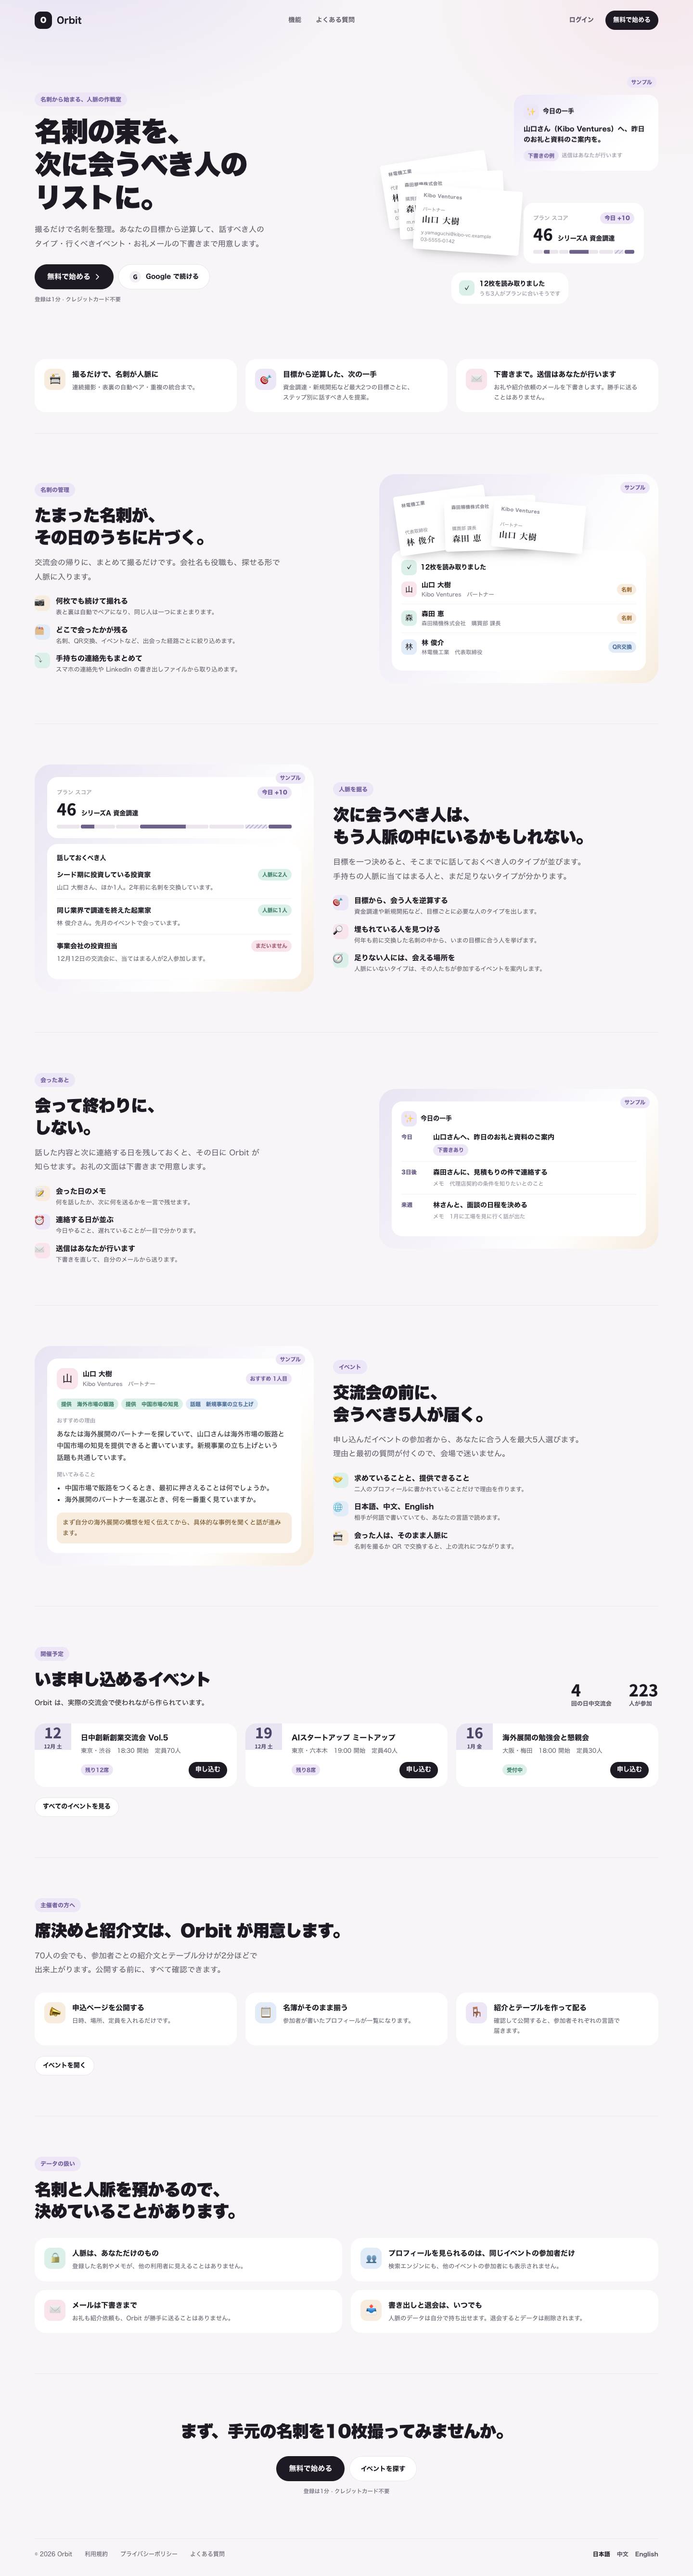 Orbit
機能
よくある質問
ログイン
無料で始める
名刺から始まる、人脈の作戦室
名刺の束を、
次に会うべき人の
リストに。
撮るだけで名刺を整理。あなたの目標から逆算して、話すべき人の
タイプ・行くべきイベント・お礼メールの下書きまで用意します。
無料で始める
G Google で続ける
登録は1分・クレジットカード不要
サンプル
今日の一手
山口さん（Kibo Ventures）へ、昨日
のお礼と資料のご案内を。
下書きの例 送信はあなたが行います
林電機工業
森田精機株式会社
Kibo Ventures
パートナー
山口 大樹
y.yamaguchi@kibo-vc.example
03-5555-0142
プラン スコア
今日 +10
46 シリーズA 資金調達
12枚を読み取りました
うち3人がプランに合いそうです
撮るだけで、名刺が人脈に
連続撮影・表裏の自動ペア・重複の統合まで。
目標から逆算した、次の一手
資金調達・新規開拓など最大2つの目標ごとに、
ステップ別に話すべき人を提案。
下書きまで。送信はあなたが行います
お礼や紹介依頼のメールを下書きします。勝手に送る
ことはありません。
名刺の管理
たまった名刺が、
その日のうちに片づく。
交流会の帰りに、まとめて撮るだけです。会社名も役職も、探せる形で
人脈に入ります。
何枚でも続けて撮れる
表と裏は自動でペアになり、同じ人は一つにまとまります。
どこで会ったかが残る
名刺、QR交換、イベントなど、出会った経路ごとに絞り込めます。
手持ちの連絡先もまとめて
スマホの連絡先や LinkedIn の書き出しファイルから取り込めます。
サンプル
林電機工業
代表取締役
林 俊介
森田精機株式会社
購買部 課長
森田 恵
Kibo Ventures
パートナー
山口 大樹
12枚を読み取りました
山 山口 大樹
Kibo Ventures パートナー
名刺
森 森田 恵
森田精機株式会社 購買部 課長
名刺
林 林 俊介
林電機工業 代表取締役
QR交換
サンプル
プラン スコア
今日 +10
46 シリーズA 資金調達
話しておくべき人
シード期に投資している投資家
人脈に2人
山口 大樹さん、ほか1人。2年前に名刺を交換しています。
同じ業界で調達を終えた起業家
人脈に1人
林 俊介さん。先月のイベントで会っています。
事業会社の投資担当
まだいません
12月12日の交流会に、当てはまる人が2人参加します。
人脈を掘る
次に会うべき人は、
もう人脈の中にいるかもしれない。
目標を一つ決めると、そこまでに話しておくべき人のタイプが並びます。
手持ちの人脈に当てはまる人と、まだ足りないタイプが分かります。
目標から、会う人を逆算する
資金調達や新規開拓など、目標ごとに必要な人のタイプを出します。
埋もれている人を見つける
何年も前に交換した名刺の中から、いまの目標に合う人を挙げます。
足りない人には、会える場所を
人脈にいないタイプは、その人たちが参加するイベントを案内します。
会ったあと
会って終わりに、
しない。
話した内容と次に連絡する日を残しておくと、その日に Orbit が
知らせます。お礼の文面は下書きまで用意します。
会った日のメモ
何を話したか、次に何を送るかを一言で残せます。
連絡する日が並ぶ
今日やること、遅れていることが一目で分かります。
送信はあなたが行います
下書きを直して、自分のメールから送ります。
サンプル
今日の一手
今日 山口さんへ、昨日のお礼と資料のご案内
下書きあり
3日後 森田さんに、見積もりの件で連絡する
メモ 代理店契約の条件を知りたいとのこと
来週 林さんと、面談の日程を決める
メモ 1月に工場を見に行く話が出た
サンプル
山 山口 大樹
Kibo Ventures パートナー
おすすめ 1人目
提供 海外市場の販路
提供 中国市場の知見
話題 新規事業の立ち上げ
おすすめの理由
あなたは海外展開のパートナーを探していて、山口さんは海外市場の販路と
中国市場の知見を提供できると書いています。新規事業の立ち上げという
話題も共通しています。
聞いてみること
• 中国市場で販路をつくるとき、最初に押さえることは何でしょうか。
• 海外展開のパートナーを選ぶとき、何を一番重く見ていますか。
まず自分の海外展開の構想を短く伝えてから、具体的な事例を聞くと話が進み
ます。
イベント
交流会の前に、
会うべき5人が届く。
申し込んだイベントの参加者から、あなたに合う人を最大5人選びます。
理由と最初の質問が付くので、会場で迷いません。
求めていることと、提供できること
二人のプロフィールに書かれていることだけで理由を作ります。
日本語、中文、English
相手が何語で書いていても、あなたの言語で読めます。
会った人は、そのまま人脈に
名刺を撮るか QR で交換すると、上の流れにつながります。
開催予定
いま申し込めるイベント
Orbit は、実際の交流会で使われながら作られています。
4
回の日中交流会
223
人が参加
12
12月 土
日中創新創業交流会 Vol.5
東京・渋谷 18:30 開始 定員70人
残り12席
申し込む
19
12月 土
AIスタートアップ ミートアップ
東京・六本木 19:00 開始 定員40人
残り8席
申し込む
16
1月 金
海外展開の勉強会と懇親会
大阪・梅田 18:00 開始 定員30人
受付中
申し込む
すべてのイベントを見る
主催者の方へ
席決めと紹介文は、Orbit が用意します。
70人の会でも、参加者ごとの紹介文とテーブル分けが2分ほどで
出来上がります。公開する前に、すべて確認できます。
申込ページを公開する
日時、場所、定員を入れるだけです。
名簿がそのまま揃う
参加者が書いたプロフィールが一覧になります。
紹介とテーブルを作って配る
確認して公開すると、参加者それぞれの言語で
届きます。
イベントを開く
データの扱い
名刺と人脈を預かるので、
決めていることがあります。
人脈は、あなただけのもの
登録した名刺やメモが、他の利用者に見えることはありません。
プロフィールを見られるのは、同じイベントの参加者だけ
検索エンジンにも、他のイベントの参加者にも表示されません。
メールは下書きまで
お礼も紹介依頼も、Orbit が勝手に送ることはありません。
書き出しと退会は、いつでも
人脈のデータは自分で持ち出せます。退会するとデータは削除されます。
まず、手元の名刺を10枚撮ってみませんか。
無料で始める
イベントを探す
登録は1分・クレジットカード不要
© 2026 Orbit
利用規約
プライバシーポリシー
よくある質問
日本語
中文
English